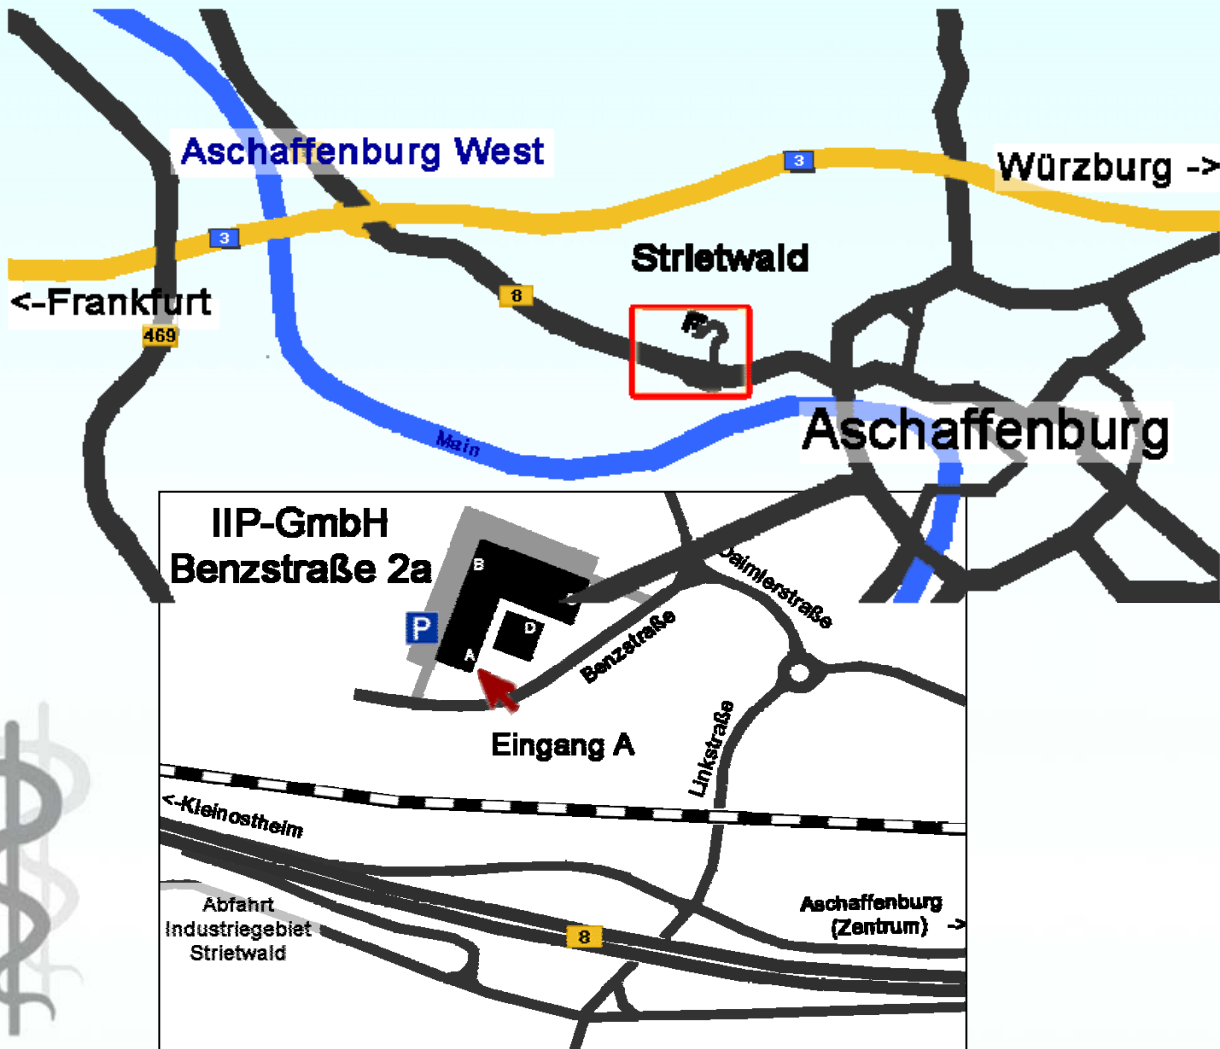 Aschaffenburg West
3
Würzburg ->
3
Strietwald
<-Frankfurt
8
469
Main
Aschaffenburg
IIP-GmbH
Benzstraße 2a
B
P
D
A
Daimlerstraße
Benzstraße
Eingang A
Linkstraße
<-Kleinostheim
Abfahrt
Industriegebiet
Strietwald
8
Aschaffenburg
(Zentrum) ->